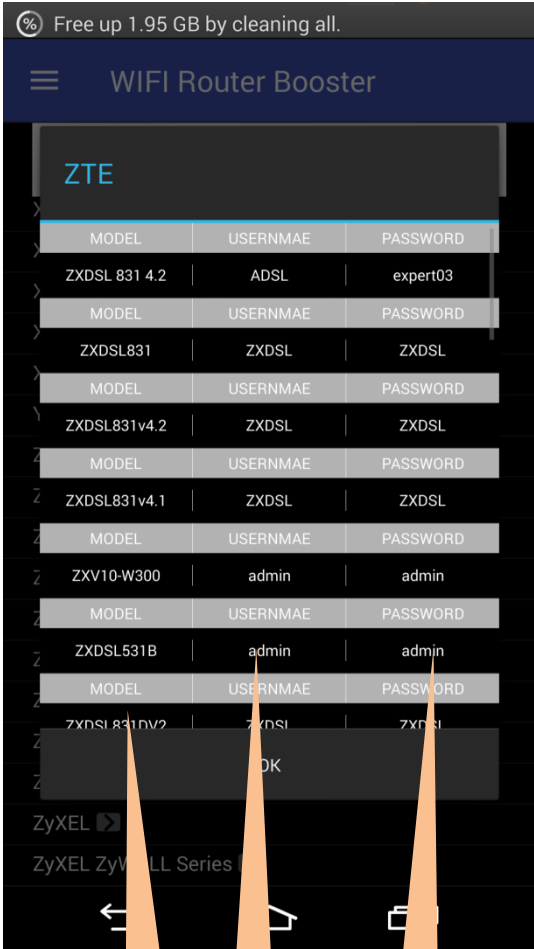 Free up 1.95 GB by cleaning all.
WIFI Router Booster
ZTE
MODEL USERNMAE PASSWORD
ZXDSL 831 4.2 ADSL expert03
MODEL USERNMAE PASSWORD
ZXDSL831 ZXDSL ZXDSL
MODEL USERNMAE PASSWORD
ZXDSL831v4.2 ZXDSL ZXDSL
MODEL USERNMAE PASSWORD
ZXDSL831v4.1 ZXDSL ZXDSL
MODEL USERNMAE PASSWORD
ZXV10-W300 admin admin
MODEL USERNMAE PASSWORD
ZXDSL531B admin admin
MODEL USERNMAE PASSWORD
ZXDSL831DV2 ZXDSL ZXDSL
OK
ZyXEL
ZyXEL ZyWALL Series